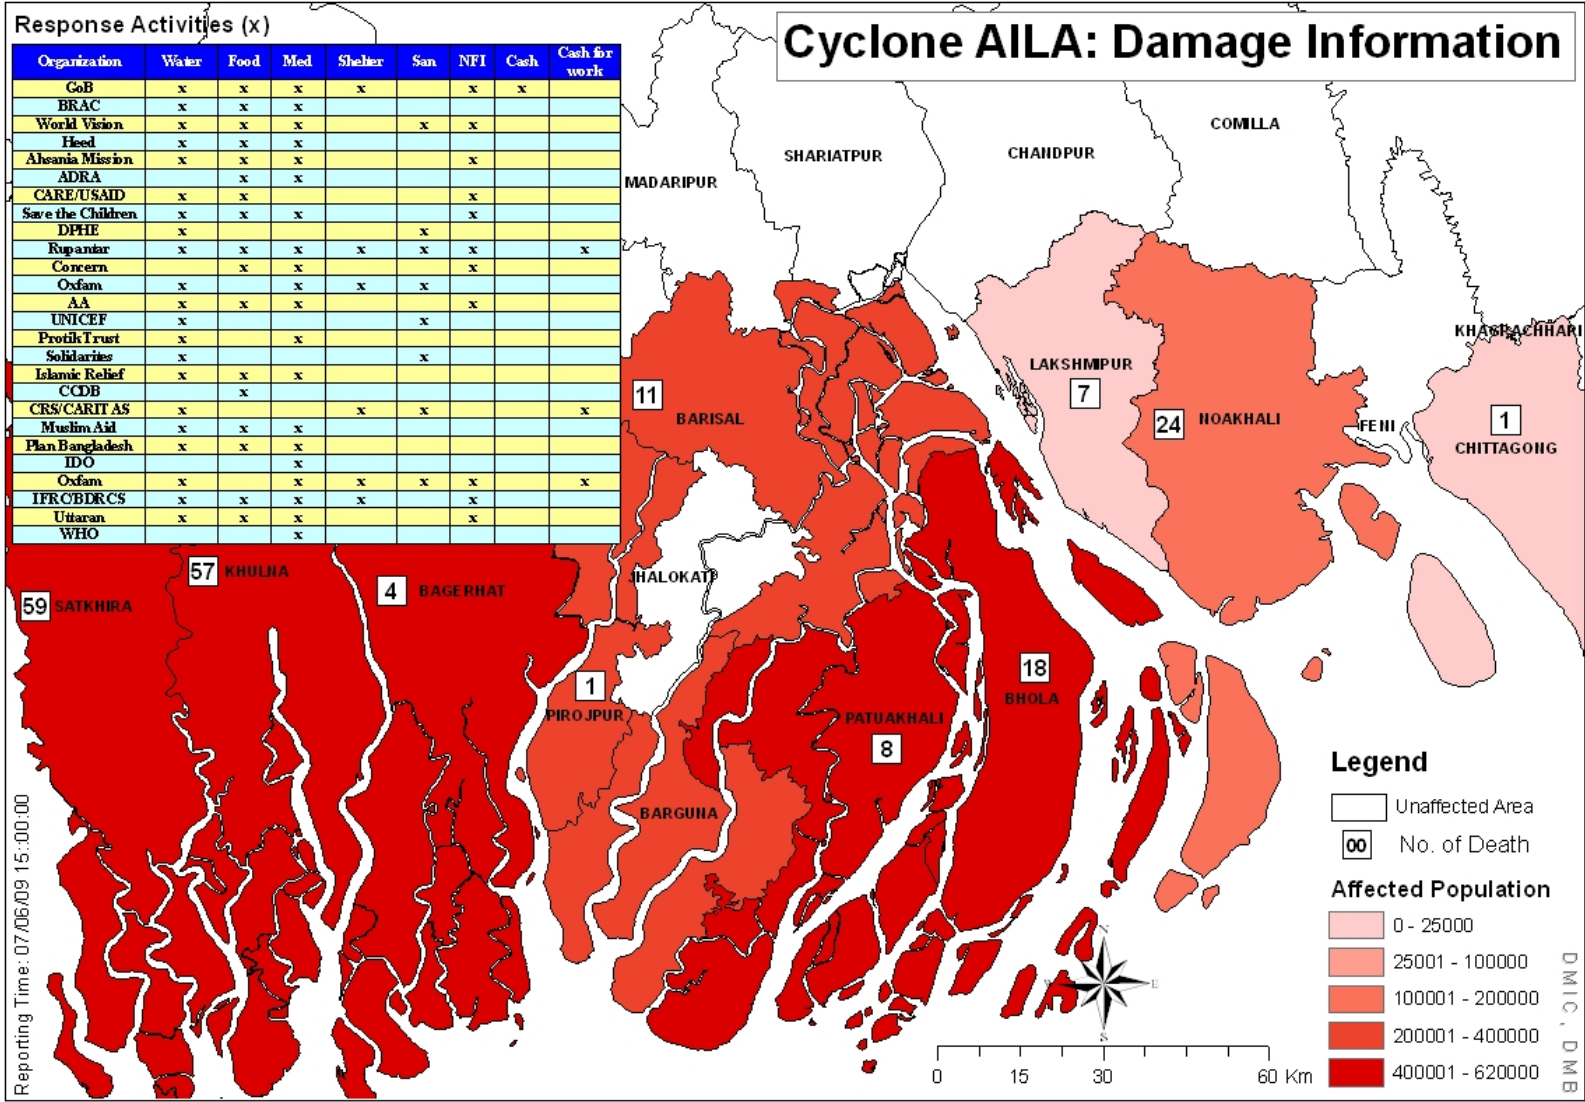 Response Activities (x)
Cyclone AILA: Damage Information
Organization Water Food Med Shelter San NFI Cash Cash for work
GoB x x x x x x
BRAC x x x
World Vision x x x x x
Heed x x x
Ahsania Mission x x x x
ADRA x x
CARE/USAID x x x
Save the Children x x x x
DPHE x x
Rupantar x x x x x x x
Concern x x x
Oxfam x x x x
AA x x x x
UNICEF x x
Protik Trust x x
Solidarites x x
Islamic Relief x x x
CCDB x
CRS/CARITAS x x x x
Muslim Aid x x x
Plan Bangladesh x x x
IDO x
Oxfam x x x x x x
IFRC/BDRCS x x x x x
Uttaran x x x x
WHO x
COMILLA
CHANDPUR
SHARIATPUR
MADARIPUR
KHAGRACHHARI
LAKSHMIPUR
7
11
BARISAL
24
NOAKHALI
FENI
1
CHITTAGONG
JHALOKATI
57
KHULNA
4
BAGERHAT
59
SATKHIRA
1
PIROJPUR
18
BHOLA
PATUAKHALI
8
BARGUNA
Legend
Unaffected Area
00 No. of Death
Affected Population
0 - 25000
25001 - 100000
100001 - 200000
200001 - 400000
400001 - 620000
N
W
E
S
0 15 30 60 Km
Reporting Time: 07/06/09 15:00:00
DMIC, DMB